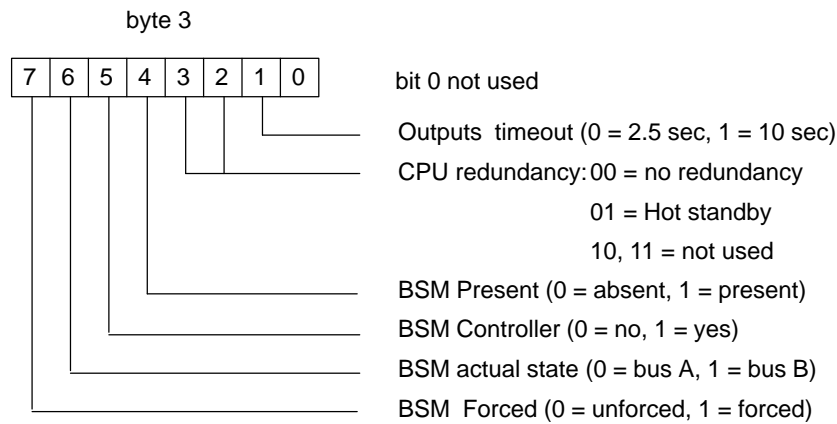 byte 3
7 6 5 4 3 2 1 0
bit 0 not used
Outputs timeout (0 = 2.5 sec, 1 = 10 sec)
CPU redundancy: 00 = no redundancy
01 = Hot standby
10, 11 = not used
BSM Present (0 = absent, 1 = present)
BSM Controller (0 = no, 1 = yes)
BSM actual state (0 = bus A, 1 = bus B)
BSM Forced (0 = unforced, 1 = forced)